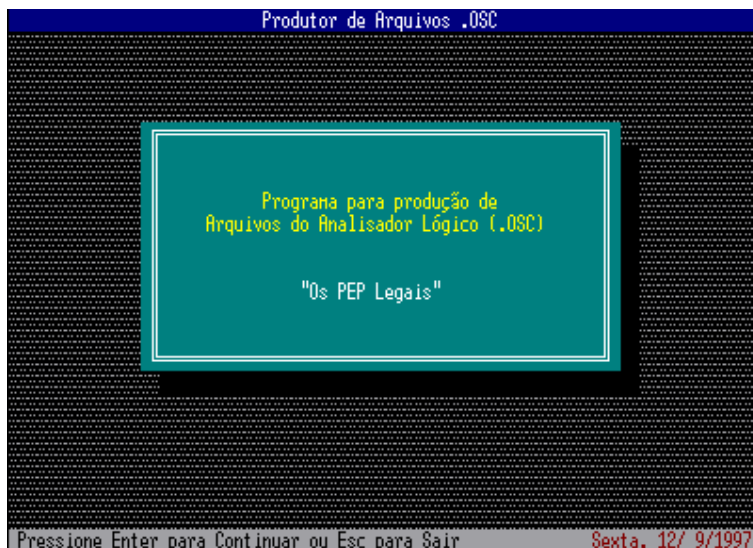 Produtor de Arquivos .OSC
Programa para produção de
Arquivos do Analisador Lógico (.OSC)
"Os PEP Legais"
Pressione Enter para Continuar ou Esc para Sair Sexta, 12/ 9/1997